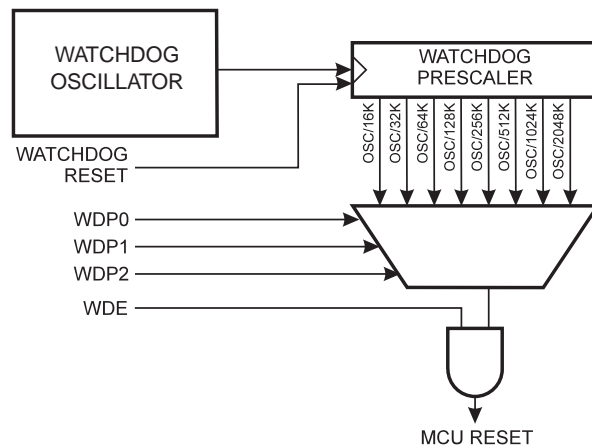 WATCHDOG
OSCILLATOR
WATCHDOG
PRESCALER
OSC/16K
OSC/32K
OSC/64K
OSC/128K
OSC/256K
OSC/512K
OSC/1024K
OSC/2048K
WATCHDOG
RESET
WDP0
WDP1
WDP2
WDE
MCU RESET